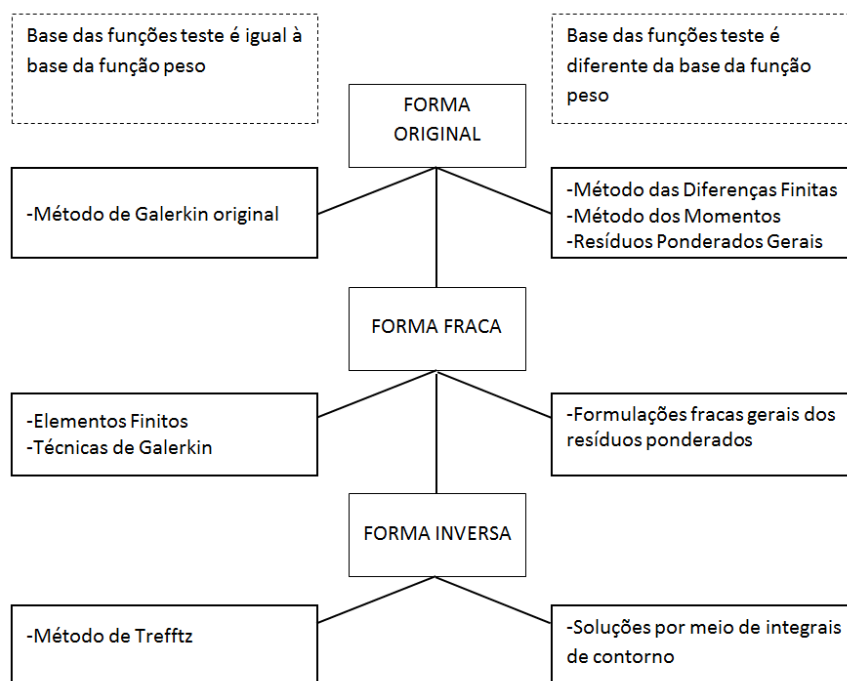 Base das funções teste é igual à
base da função peso
Base das funções teste é
diferente da base da função
peso
FORMA
ORIGINAL
-Método de Galerkin original
-Método das Diferenças Finitas
-Método dos Momentos
-Resíduos Ponderados Gerais
FORMA FRACA
-Elementos Finitos
-Técnicas de Galerkin
-Formulações fracas gerais dos
resíduos ponderados
FORMA INVERSA
-Método de Trefftz
-Soluções por meio de integrais
de contorno